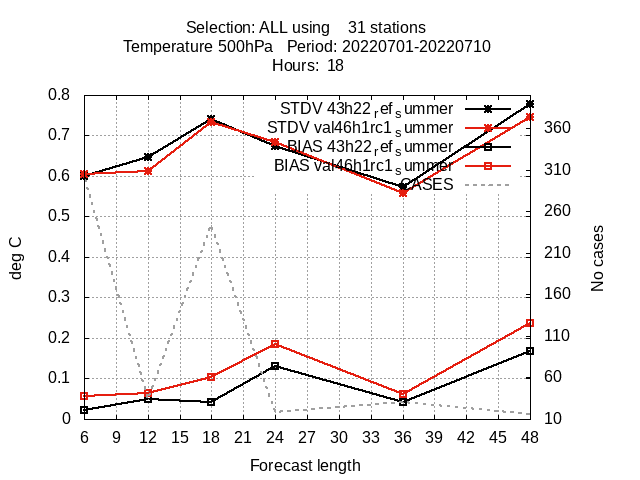 Selection: ALL using    31 stations
Temperature 500hPa   Period: 20220701-20220710
Hours: 18
STDV 43h22_ref_summer
STDV val46h1rc1_summer
BIAS 43h22_ref_summer
BIAS val46h1rc1_summer
CASES
0.8
0.7
0.6
0.5
0.4
0.3
0.2
0.1
0
deg C
360
310
260
210
160
110
60
10
No cases
6 9 12 15 18 21 24 27 30 33 36 39 42 45 48
Forecast length